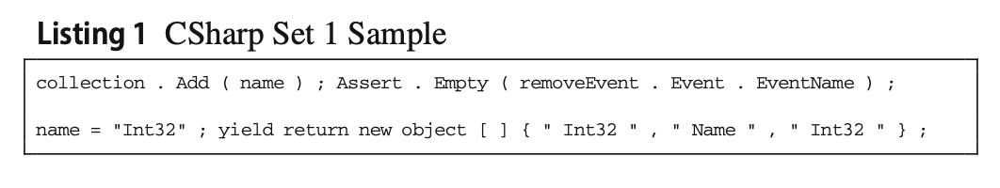 Listing 1 CSharp Set 1 Sample
collection . Add ( name ) ; Assert . Empty ( removeEvent . Event . EventName ) ;
name = "Int32" ; yield return new object [ ] { " Int32 " , " Name " , " Int32 " } ;